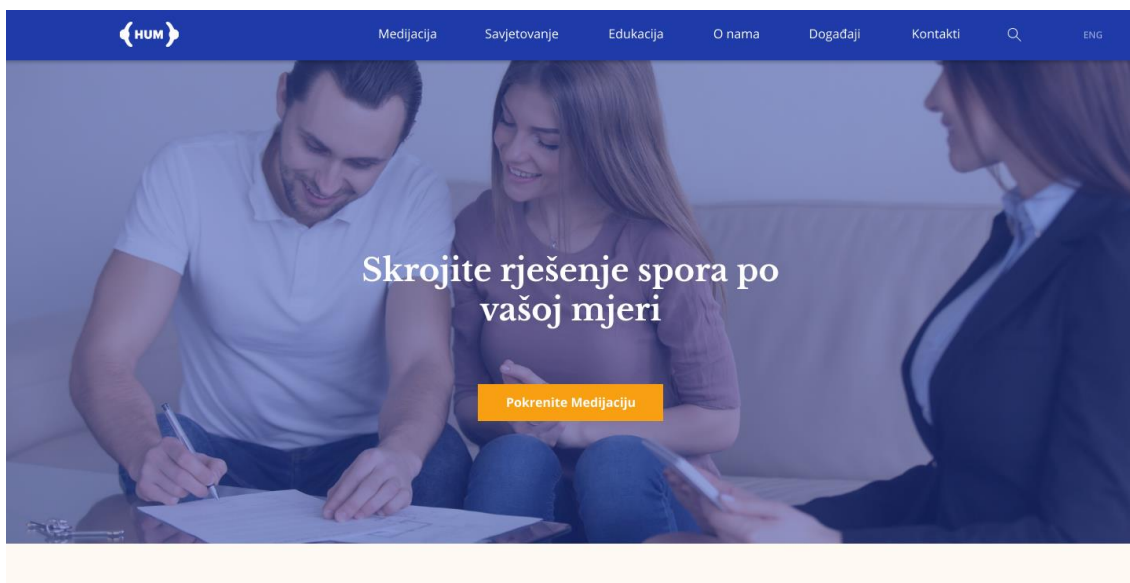 HUM
Medijacija
Savjetovanje
Edukacija
O nama
Događaji
Kontakti
ENG
Skrojite rješenje spora po
vašoj mjeri
Pokrenite Medijaciju